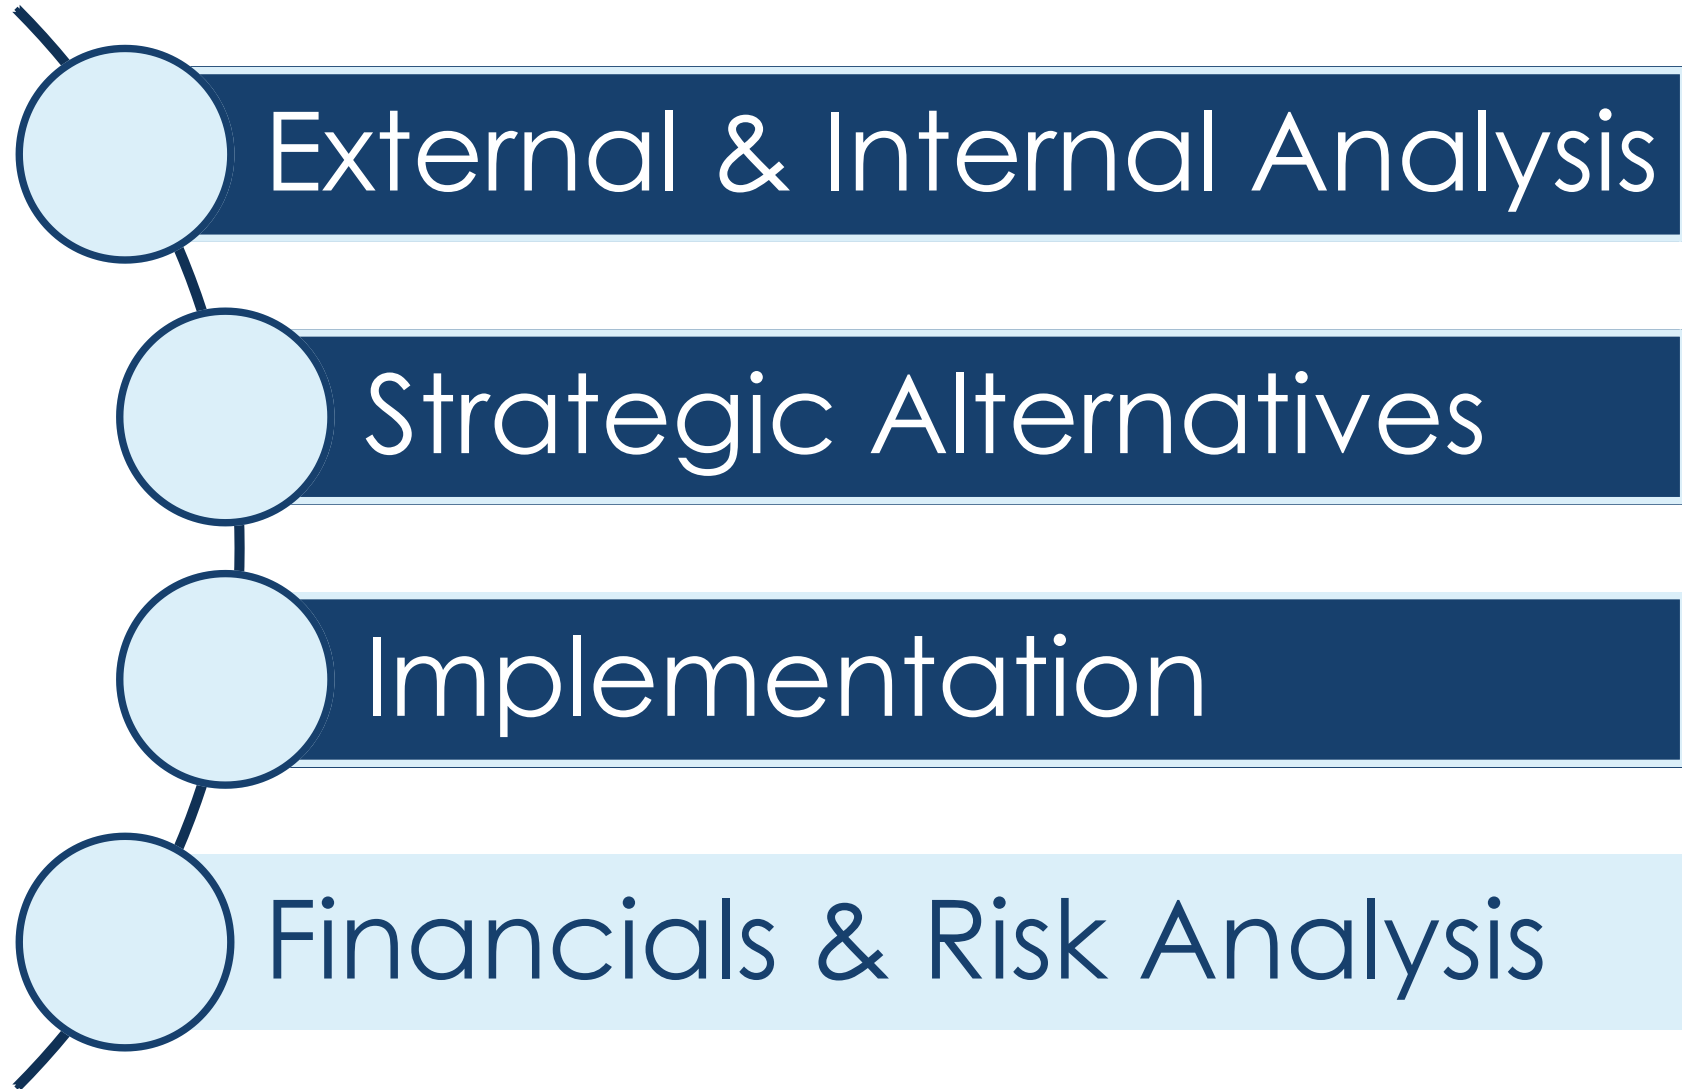 External & Internal Analysis
Strategic Alternatives
Implementation
Financials & Risk Analysis